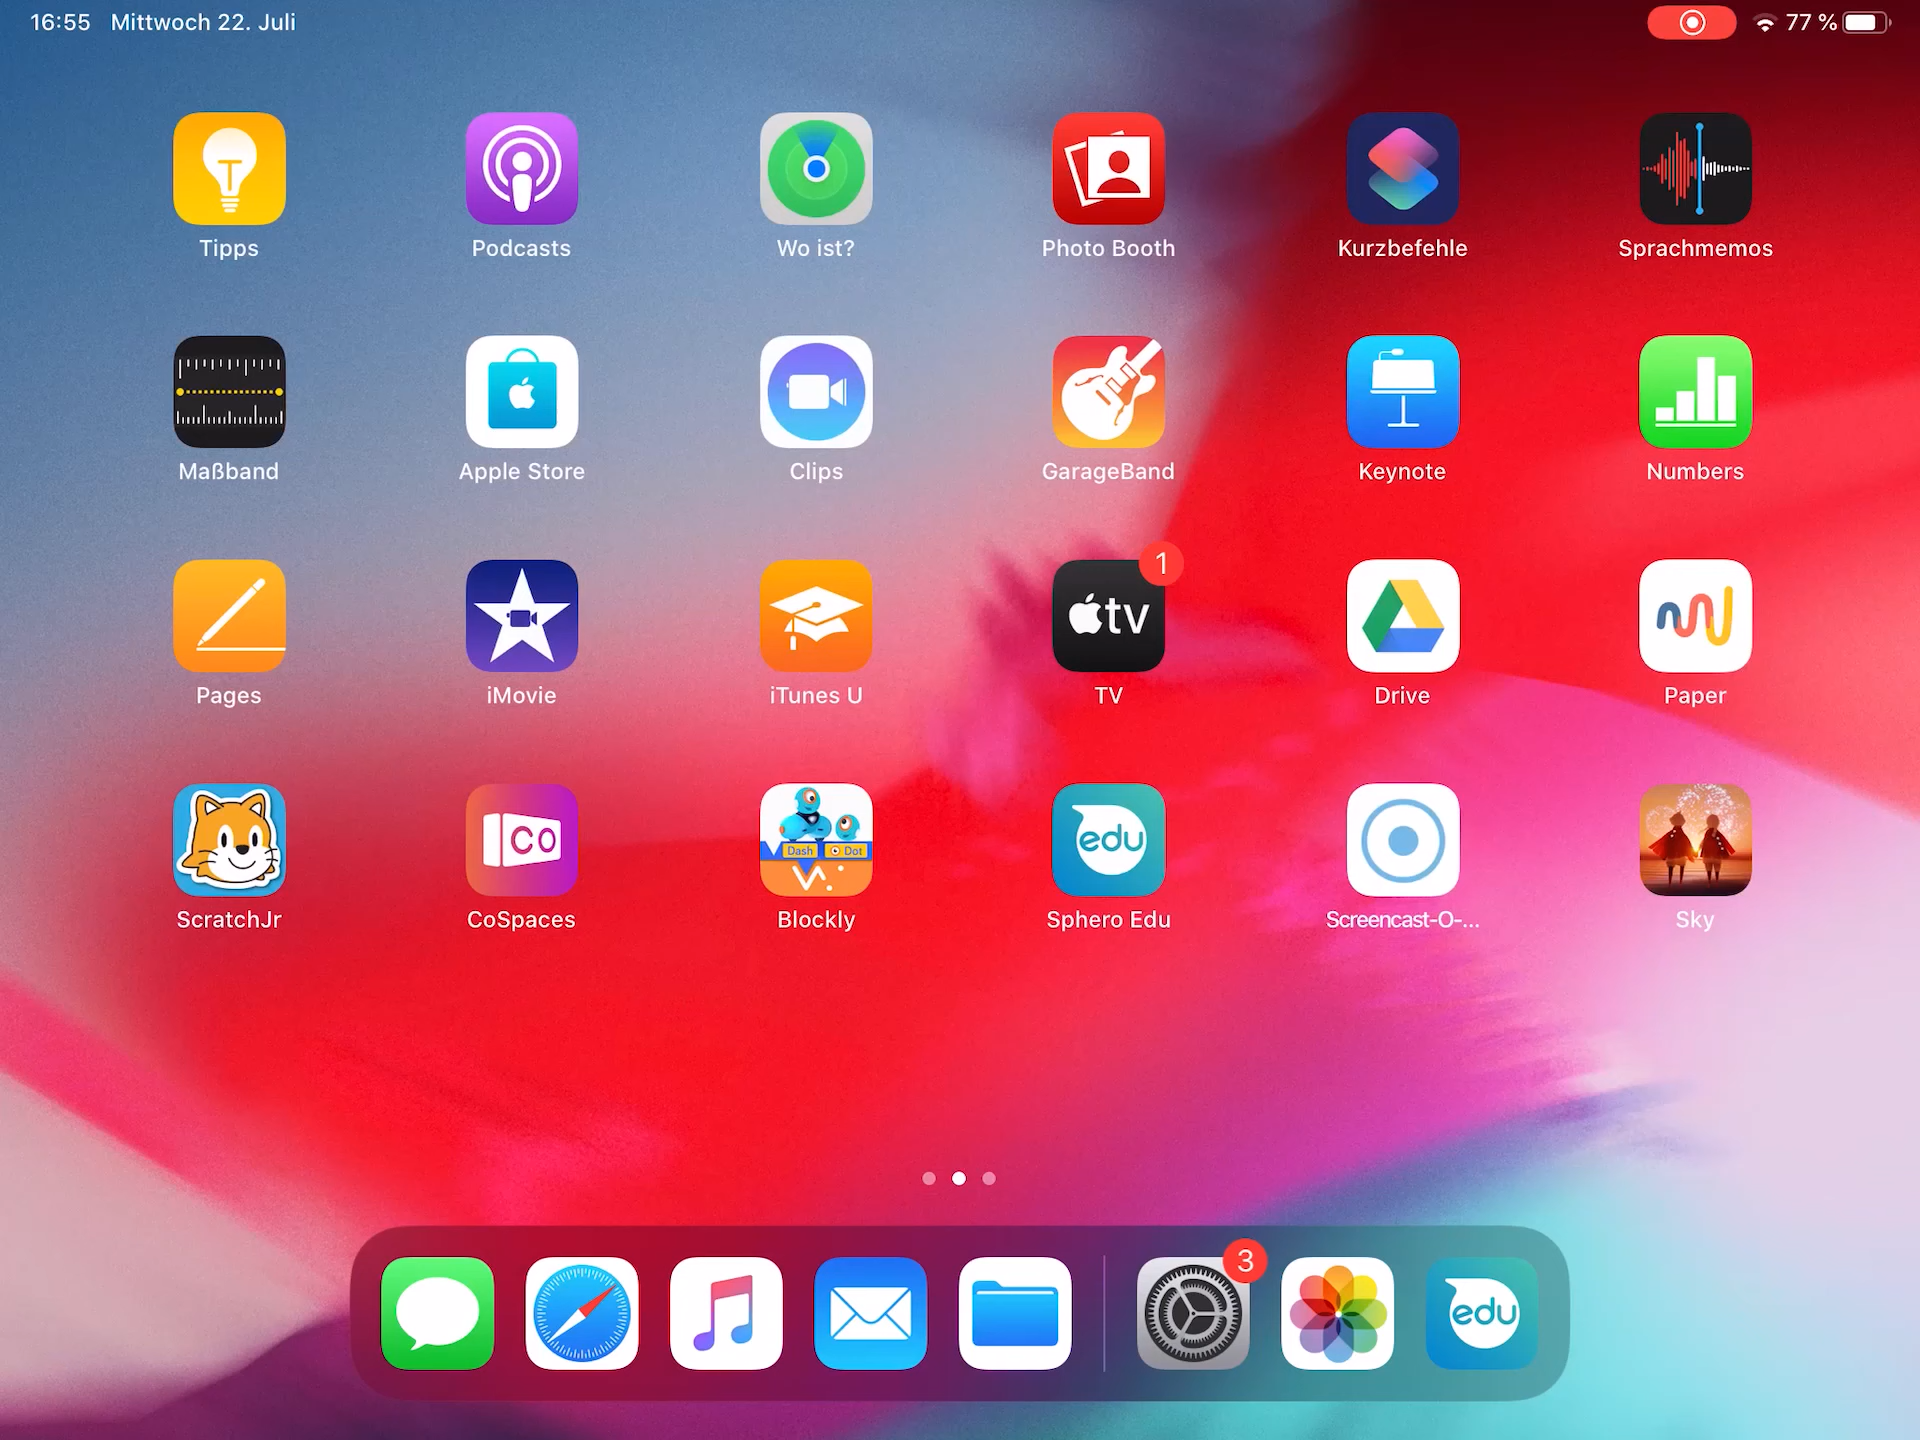 16:55 Mittwoch 22. Juli 77 %
Tipps Podcasts Wo ist? Photo Booth Kurzbefehle Sprachmemos
Maßband Apple Store Clips GarageBand Keynote Numbers
1
tv
Pages iMovie iTunes U TV Drive Paper
CO Dash Dot edu
ScratchJr CoSpaces Blockly Sphero Edu Screencast-O-... Sky
3
edu